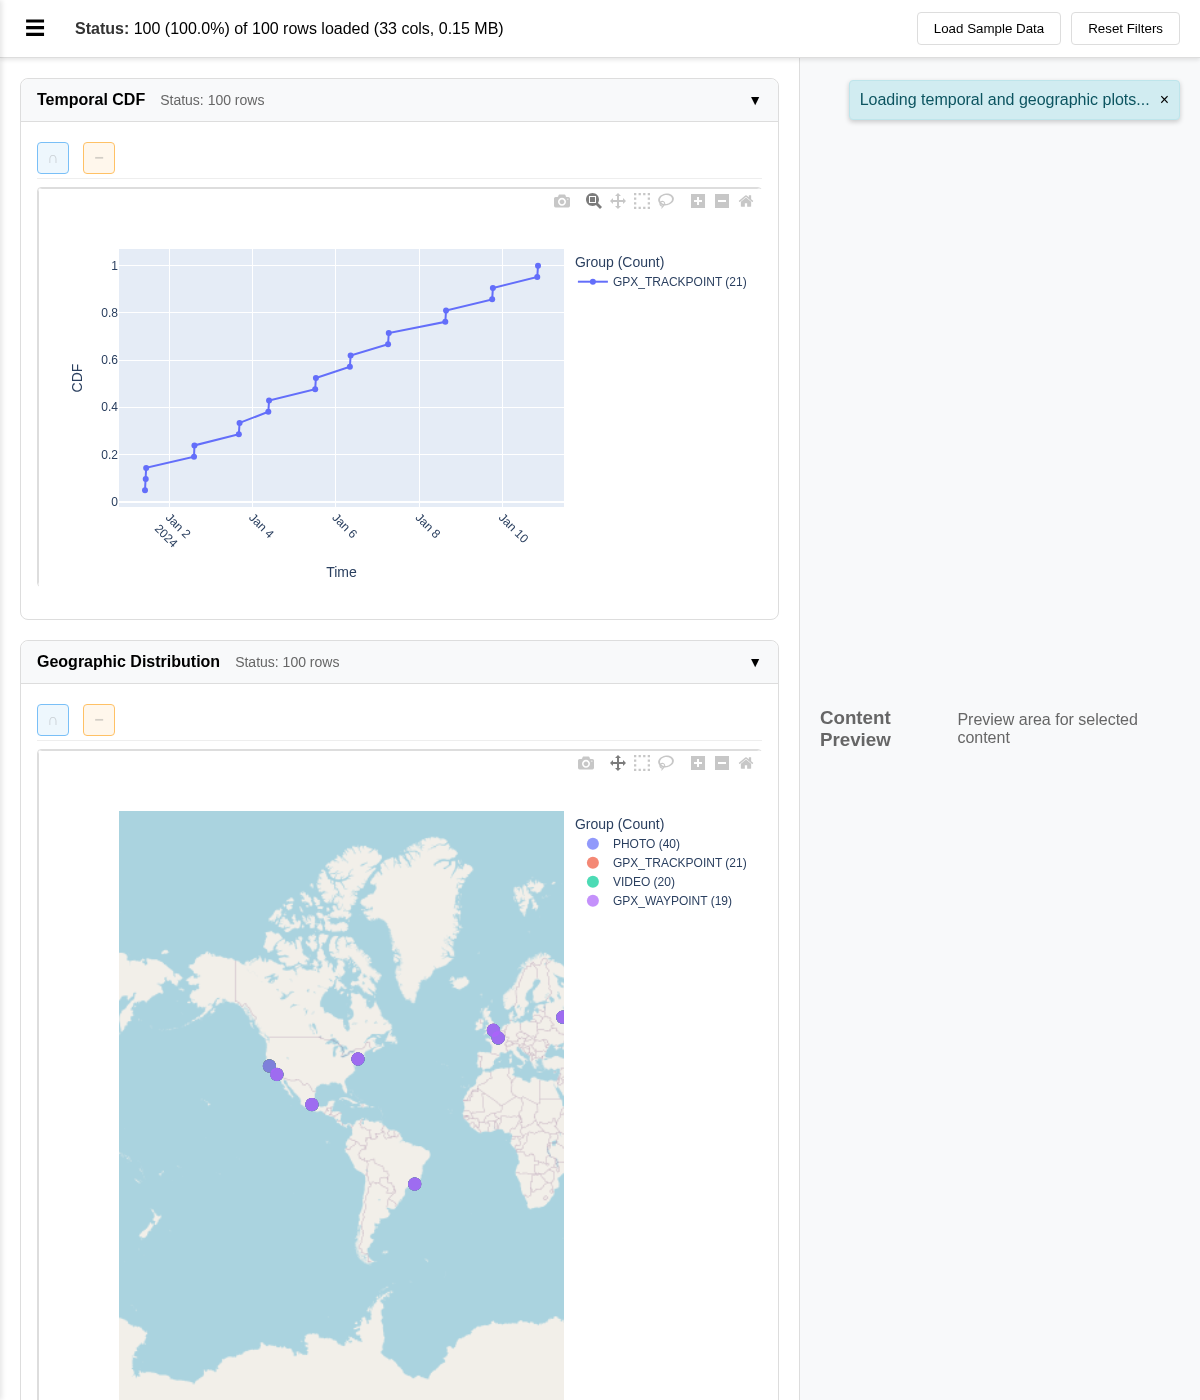 Status: 100 (100.0%) of 100 rows loaded (33 cols, 0.15 MB)
Load Sample Data
Reset Filters
Temporal CDF
Status: 100 rows
▼
Loading temporal and geographic plots...
×
∩
−
Group (Count)
GPX_TRACKPOINT (21)
1
0.8
0.6
0.4
0.2
0
CDF
Jan 2
2024
Jan 4
Jan 6
Jan 8
Jan 10
Time
Geographic Distribution
Status: 100 rows
▼
∩
−
Content
Preview
Preview area for selected
content
Group (Count)
PHOTO (40)
GPX_TRACKPOINT (21)
VIDEO (20)
GPX_WAYPOINT (19)